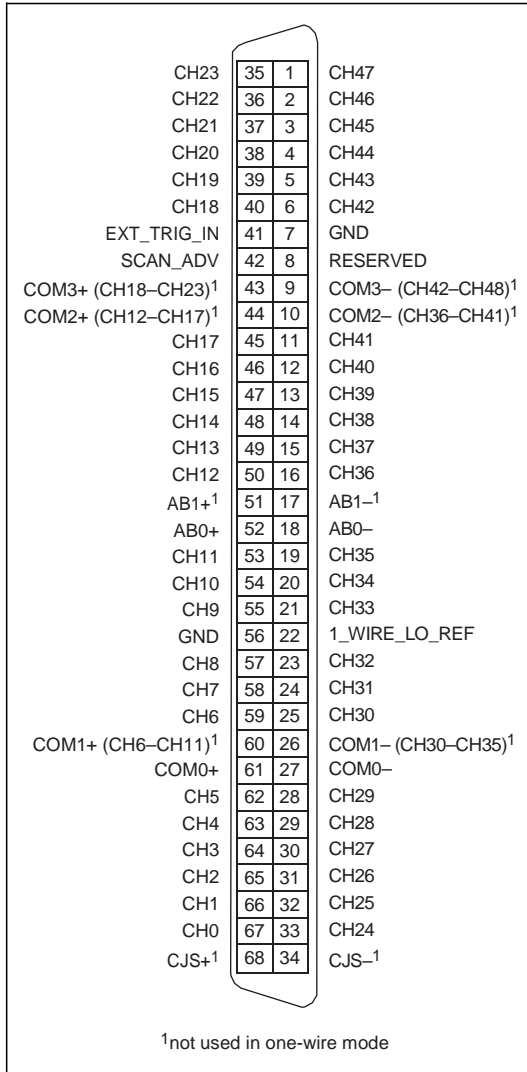 CH23 35 1 CH47
CH22 36 2 CH46
CH21 37 3 CH45
CH20 38 4 CH44
CH19 39 5 CH43
CH18 40 6 CH42
EXT_TRIG_IN 41 7 GND
SCAN_ADV 42 8 RESERVED
COM3+ (CH18–CH23)1 43 9 COM3– (CH42–CH48)1
COM2+ (CH12–CH17)1 44 10 COM2– (CH36–CH41)1
CH17 45 11 CH41
CH16 46 12 CH40
CH15 47 13 CH39
CH14 48 14 CH38
CH13 49 15 CH37
CH12 50 16 CH36
AB1+1 51 17 AB1–1
AB0+ 52 18 AB0–
CH11 53 19 CH35
CH10 54 20 CH34
CH9 55 21 CH33
GND 56 22 1_WIRE_LO_REF
CH8 57 23 CH32
CH7 58 24 CH31
CH6 59 25 CH30
COM1+ (CH6–CH11)1 60 26 COM1– (CH30–CH35)1
COM0+ 61 27 COM0–
CH5 62 28 CH29
CH4 63 29 CH28
CH3 64 30 CH27
CH2 65 31 CH26
CH1 66 32 CH25
CH0 67 33 CH24
CJS+1 68 34 CJS–1
1not used in one-wire mode